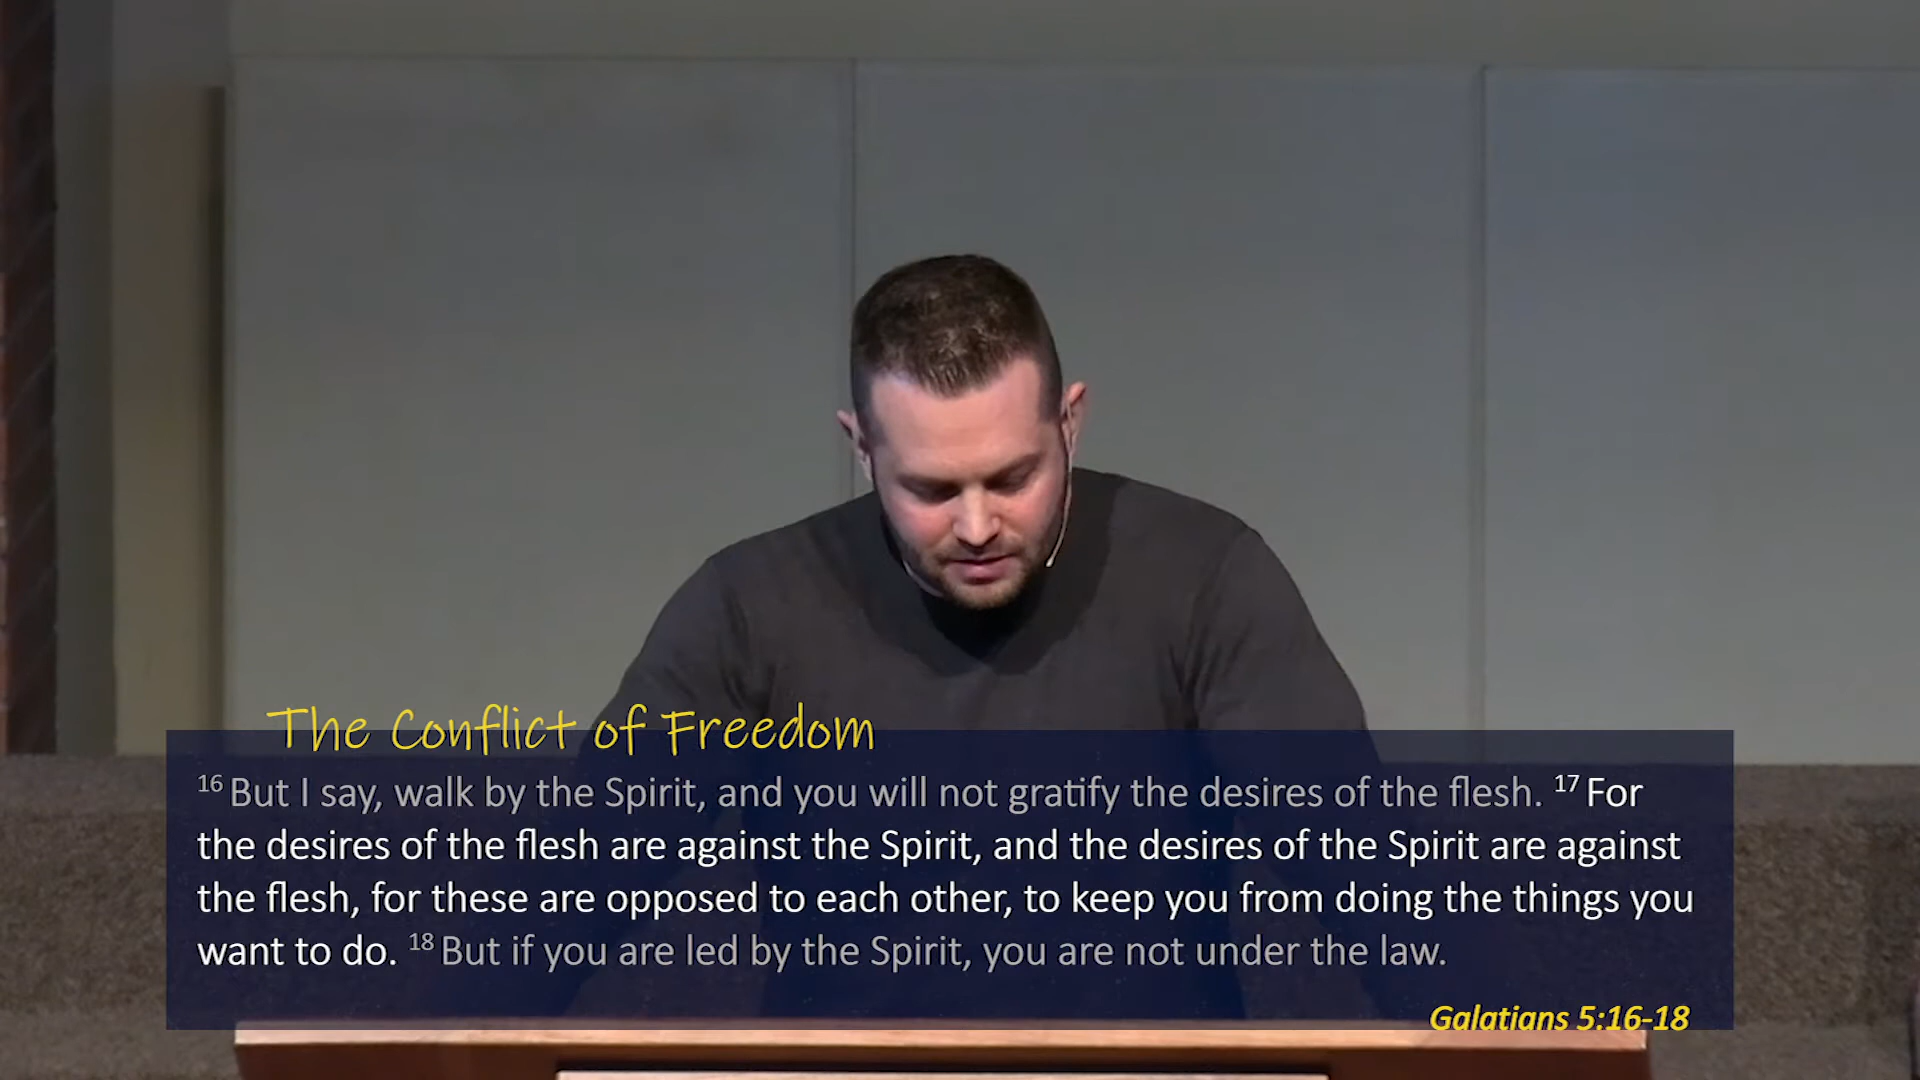 The Conflict of Freedom
16 But I say, walk by the Spirit, and you will not gratify the desires of the flesh. 17 For
the desires of the flesh are against the Spirit, and the desires of the Spirit are against
the flesh, for these are opposed to each other, to keep you from doing the things you
want to do. 18 But if you are led by the Spirit, you are not under the law.
Galatians 5:16-18